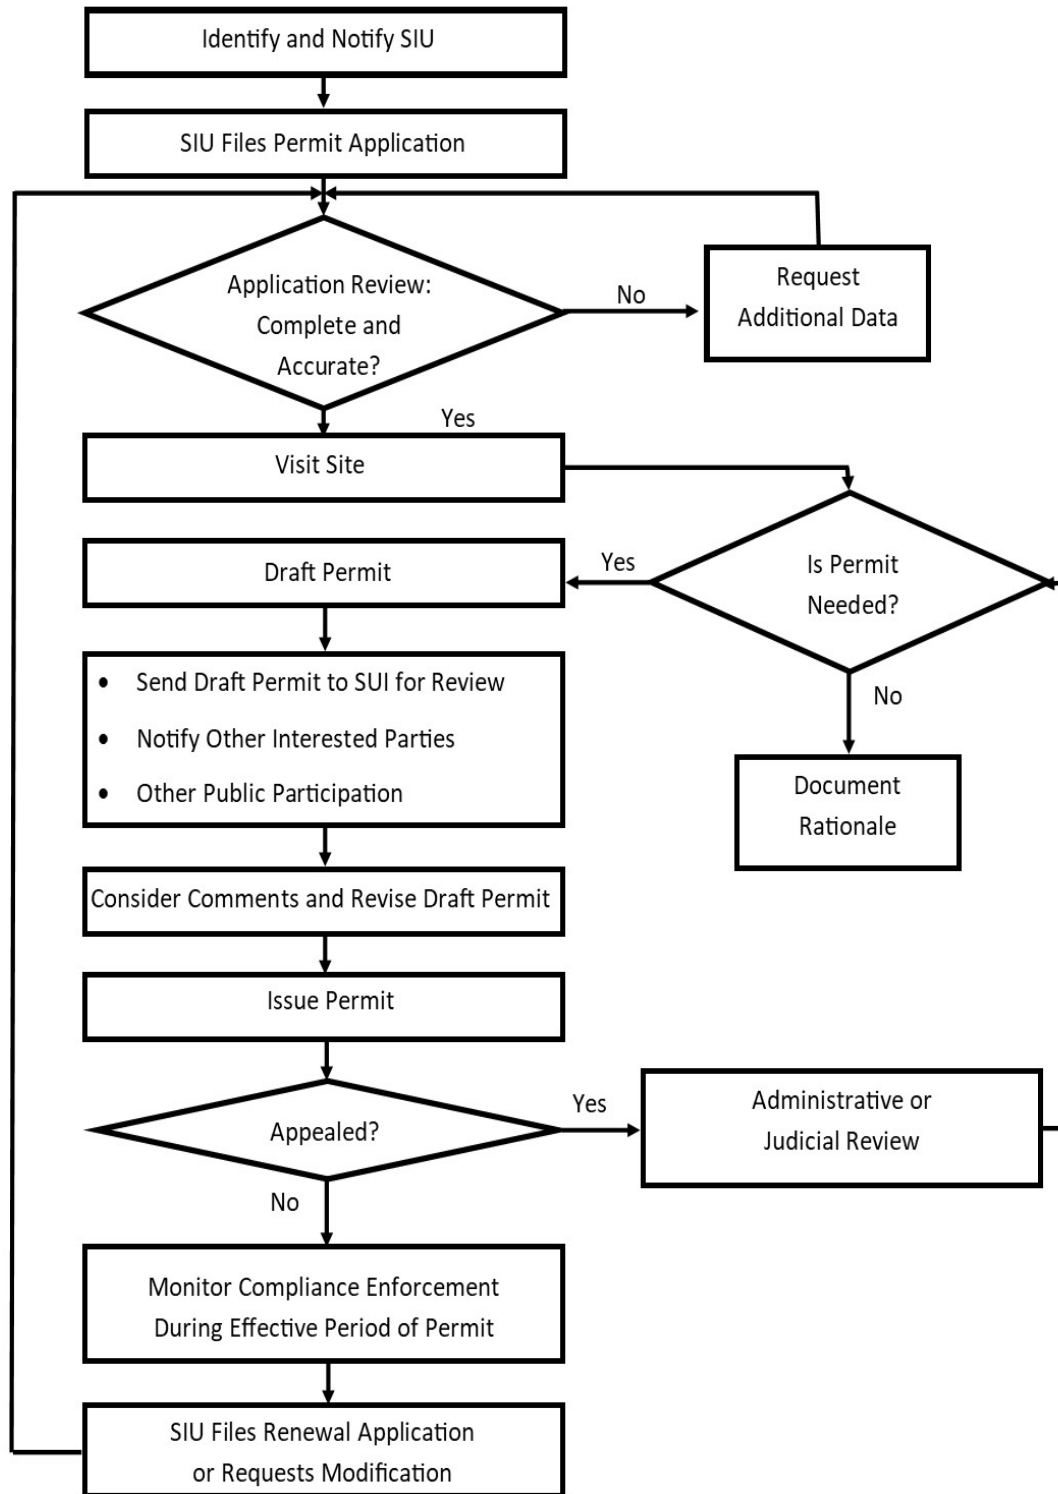 Identify and Notify SIU
SIU Files Permit Application
Application Review:
Complete and
Accurate?
No
Request
Additional Data
Yes
Visit Site
Is Permit
Needed?
Yes
Draft Permit
No
Document
Rationale
• Send Draft Permit to SUI for Review
• Notify Other Interested Parties
• Other Public Participation
Consider Comments and Revise Draft Permit
Issue Permit
Appealed?
Yes
Administrative or
Judicial Review
No
Monitor Compliance Enforcement
During Effective Period of Permit
SIU Files Renewal Application
or Requests Modification